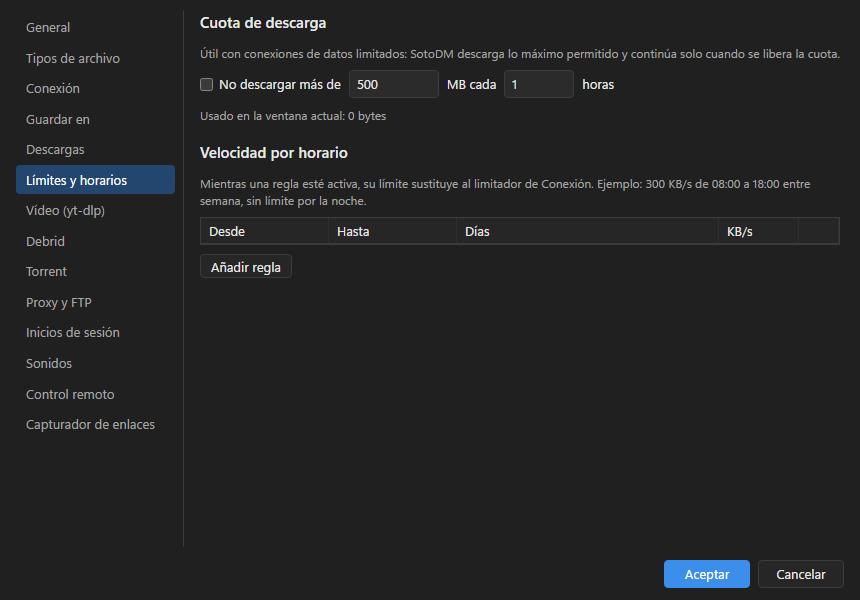 General
Tipos de archivo
Conexión
Guardar en
Descargas
Límites y horarios
Vídeo (yt-dlp)
Debrid
Torrent
Proxy y FTP
Inicios de sesión
Sonidos
Control remoto
Capturador de enlaces
Cuota de descarga
Útil con conexiones de datos limitados: SotoDM descarga lo máximo permitido y continúa solo cuando se libera la cuota.
No descargar más de 500 MB cada 1 horas
Usado en la ventana actual: 0 bytes
Velocidad por horario
Mientras una regla esté activa, su límite sustituye al limitador de Conexión. Ejemplo: 300 KB/s de 08:00 a 18:00 entre
semana, sin límite por la noche.
Desde Hasta Días KB/s
Añadir regla
Aceptar Cancelar